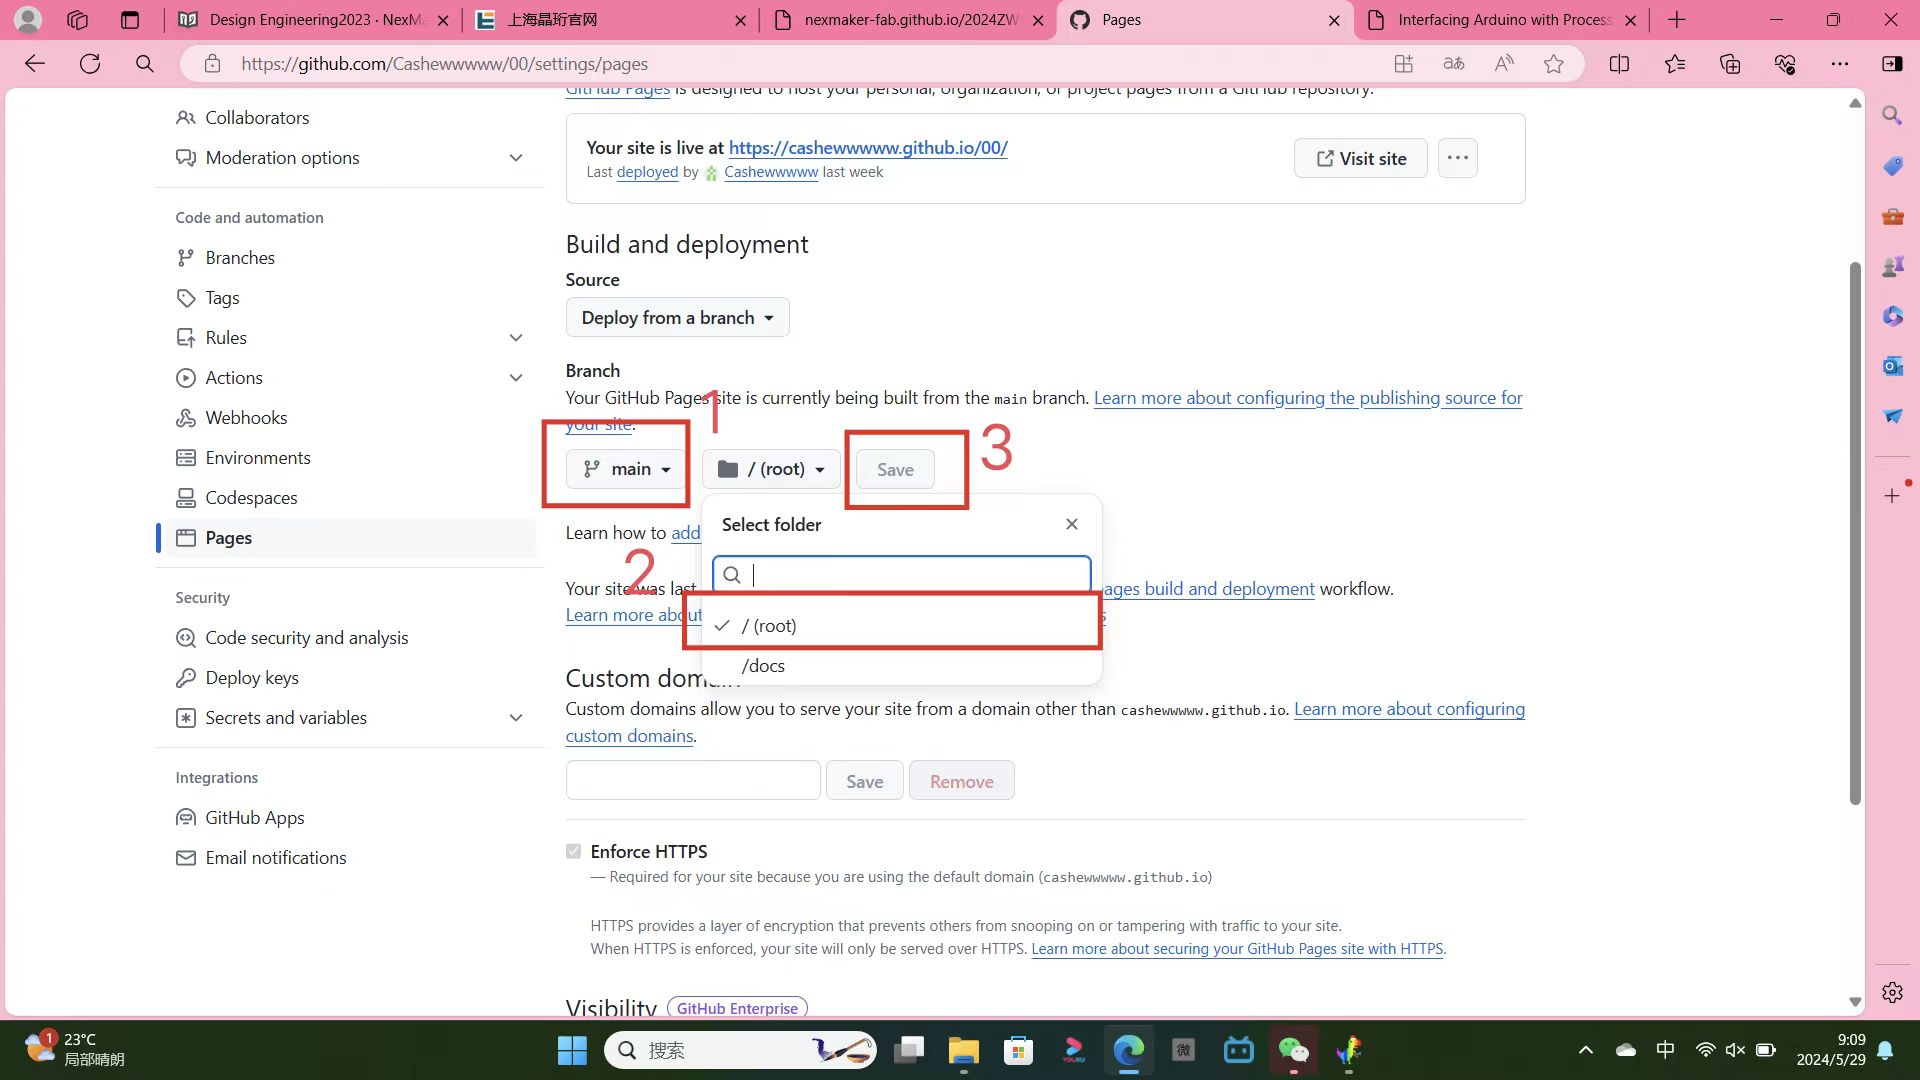 Design Engineering2023 · NexMa
上海晶珩官网
nexmaker-fab.github.io/2024ZW
Pages
Interfacing Arduino with Process
https://github.com/Cashewwwww/00/settings/pages
Collaborators
Moderation options
Code and automation
Branches
Tags
Rules
Actions
Webhooks
Environments
Codespaces
Pages
Security
Code security and analysis
Deploy keys
Secrets and variables
Integrations
GitHub Apps
Email notifications
GitHub Pages is designed to host your personal, organization, or project pages from a GitHub repository.
Your site is live at https://cashewwwww.github.io/00/
Last deployed by Cashewwwww last week
Visit site
Build and deployment
Source
Deploy from a branch
Branch
Your GitHub Pages site is currently being built from the main branch. Learn more about configuring the publishing source for
your site.
1
main
/ (root)
Save
3
Learn how to add
Select folder
2
Your site was last
ages build and deployment workflow.
Learn more about
/ (root)
/docs
Custom domain
Custom domains allow you to serve your site from a domain other than cashewwwww.github.io. Learn more about configuring
custom domains.
Save
Remove
Enforce HTTPS
— Required for your site because you are using the default domain (cashewwwww.github.io)
HTTPS provides a layer of encryption that prevents others from snooping on or tampering with traffic to your site.
When HTTPS is enforced, your site will only be served over HTTPS. Learn more about securing your GitHub Pages site with HTTPS.
Visibility GitHub Enterprise
1
23°C
局部晴朗
搜索
YOUKU
微
中
9:09
2024/5/29